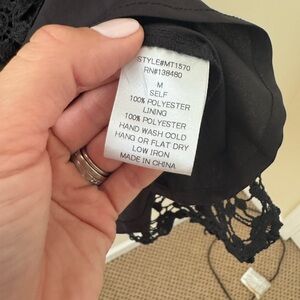 STYLE#MT1570
RN#138480
M
SELF
100% POLYESTER
LINING
100% POLYESTER
HAND WASH COLD
HANG OR FLAT DRY
LOW IRON
MADE IN CHINA